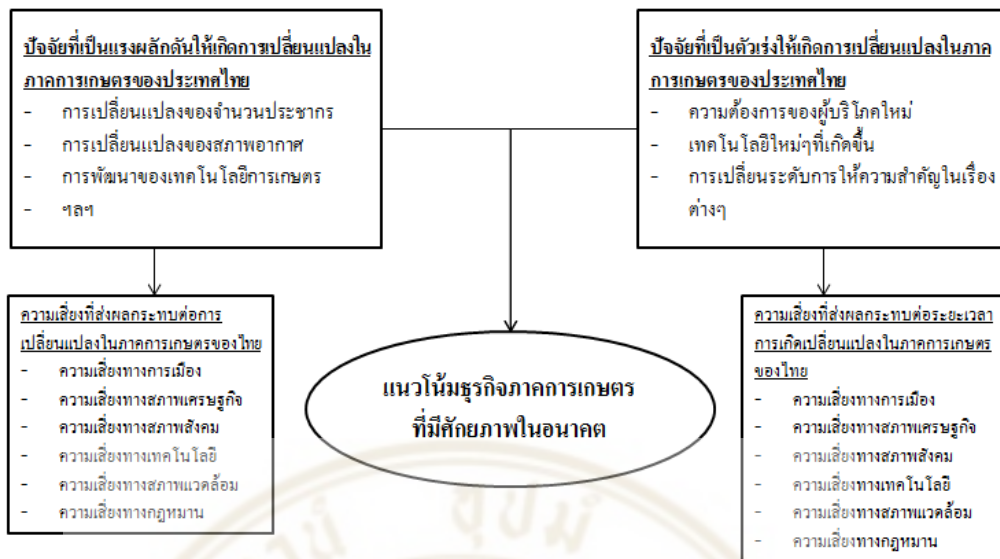 ปัจจัยที่เป็นแรงผลักดันให้เกิดการเปลี่ยนแปลงใน
ภาคการเกษตรของประเทศไทย
- การเปลี่ยนแปลงของจำนวนประชากร
- การเปลี่ยนแปลงของสภาพอากาศ
- การพัฒนาของเทคโนโลยีการเกษตร
- ฯลฯ
ปัจจัยที่เป็นตัวเร่งให้เกิดการเปลี่ยนแปลงในภาค
การเกษตรของประเทศไทย
- ความต้องการของผู้บริโภคใหม่
- เทคโนโลยีใหม่ๆที่เกิดขึ้น
- การเปลี่ยนระดับการให้ความสำคัญในเรื่อง
ต่างๆ
ความเสี่ยงที่ส่งผลกระทบต่อการ
เปลี่ยนแปลงในภาคการเกษตรของไทย
- ความเสี่ยงทางการเมือง
- ความเสี่ยงทางสภาพเศรษฐกิจ
- ความเสี่ยงทางสภาพสังคม
- ความเสี่ยงทางเทคโนโลยี
- ความเสี่ยงทางสภาพแวดล้อม
- ความเสี่ยงทางกฎหมาน
แนวโน้มธุรกิจภาคการเกษตร
ที่มีศักยภาพในอนาคต
ความเสี่ยงที่ส่งผลกระทบต่อระยะเวลา
การเกิดเปลี่ยนแปลงในภาคการเกษตร
ของไทย
- ความเสี่ยงทางการเมือง
- ความเสี่ยงทางสภาพเศรษฐกิจ
- ความเสี่ยงทางสภาพสังคม
- ความเสี่ยงทางเทคโนโลยี
- ความเสี่ยงทางสภาพแวดล้อม
- ความเสี่ยงทางกฎหมาน